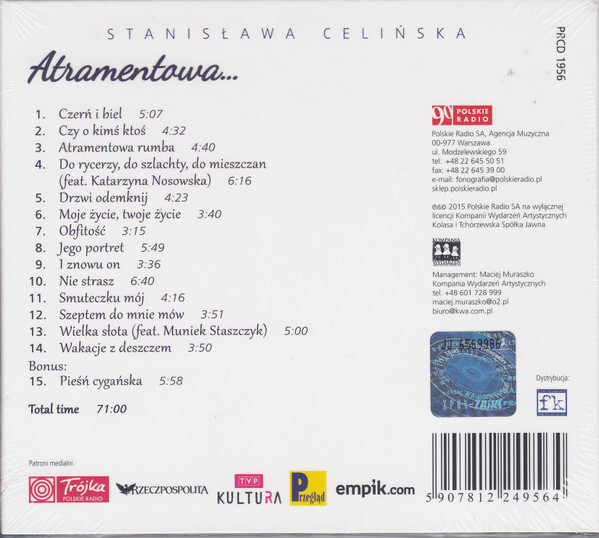 STANISŁAWA CELIŃSKA
Atramentowa...
PRCD 1956
1. Czerń i biel 5:07
2. Czy o kimś ktoś 4:32
3. Atramentowa rumba 4:40
4. Do rycerzy, do szlachty, do mieszczan
(feat. Katarzyna Nosowska) 6:16
5. Drzwi odemknij 4:23
6. Moje życie, twoje życie 3:40
7. Obfitość 3:15
8. Jego portret 5:49
9. I znowu on 3:36
10. Nie strasz 6:40
11. Smuteczku mój 4:16
12. Szeptem do mnie mów 3:51
13. Wielka słota (feat. Muniek Staszczyk) 5:00
14. Wakacje z deszczem 3:50
Bonus:
15. Pieśń cygańska 5:58
Total time 71:00
90 POLSKIE
RADIO
Polskie Radio SA, Agencja Muzyczna
00-977 Warszawa
ul. Modzelewskiego 59
tel: +48 22 645 50 51
fax: +48 22 645 39 00
e-mail: fonografia@polskieradio.pl
sklep.polskieradio.pl
℗&© 2015 Polskie Radio SA na wyłącznej
licencji Kompanii Wydarzeń Artystycznych
Kolasa i Tchórzewska Spółka Jawna
KOMPANIA
WYDARZEŃ
Management: Maciej Muraszko
Kompania Wydarzeń Artystycznych
tel. +48 601 728 999
maciej.muraszko@o2.pl
biuro@kwa.com.pl
Dystrybucja:
fk
Patroni medialni:
Trójka
POLSKIE RADIO
RZECZPOSPOLITA
TVP
KULTURA
Przegląd
empik.com
5 907812 249564